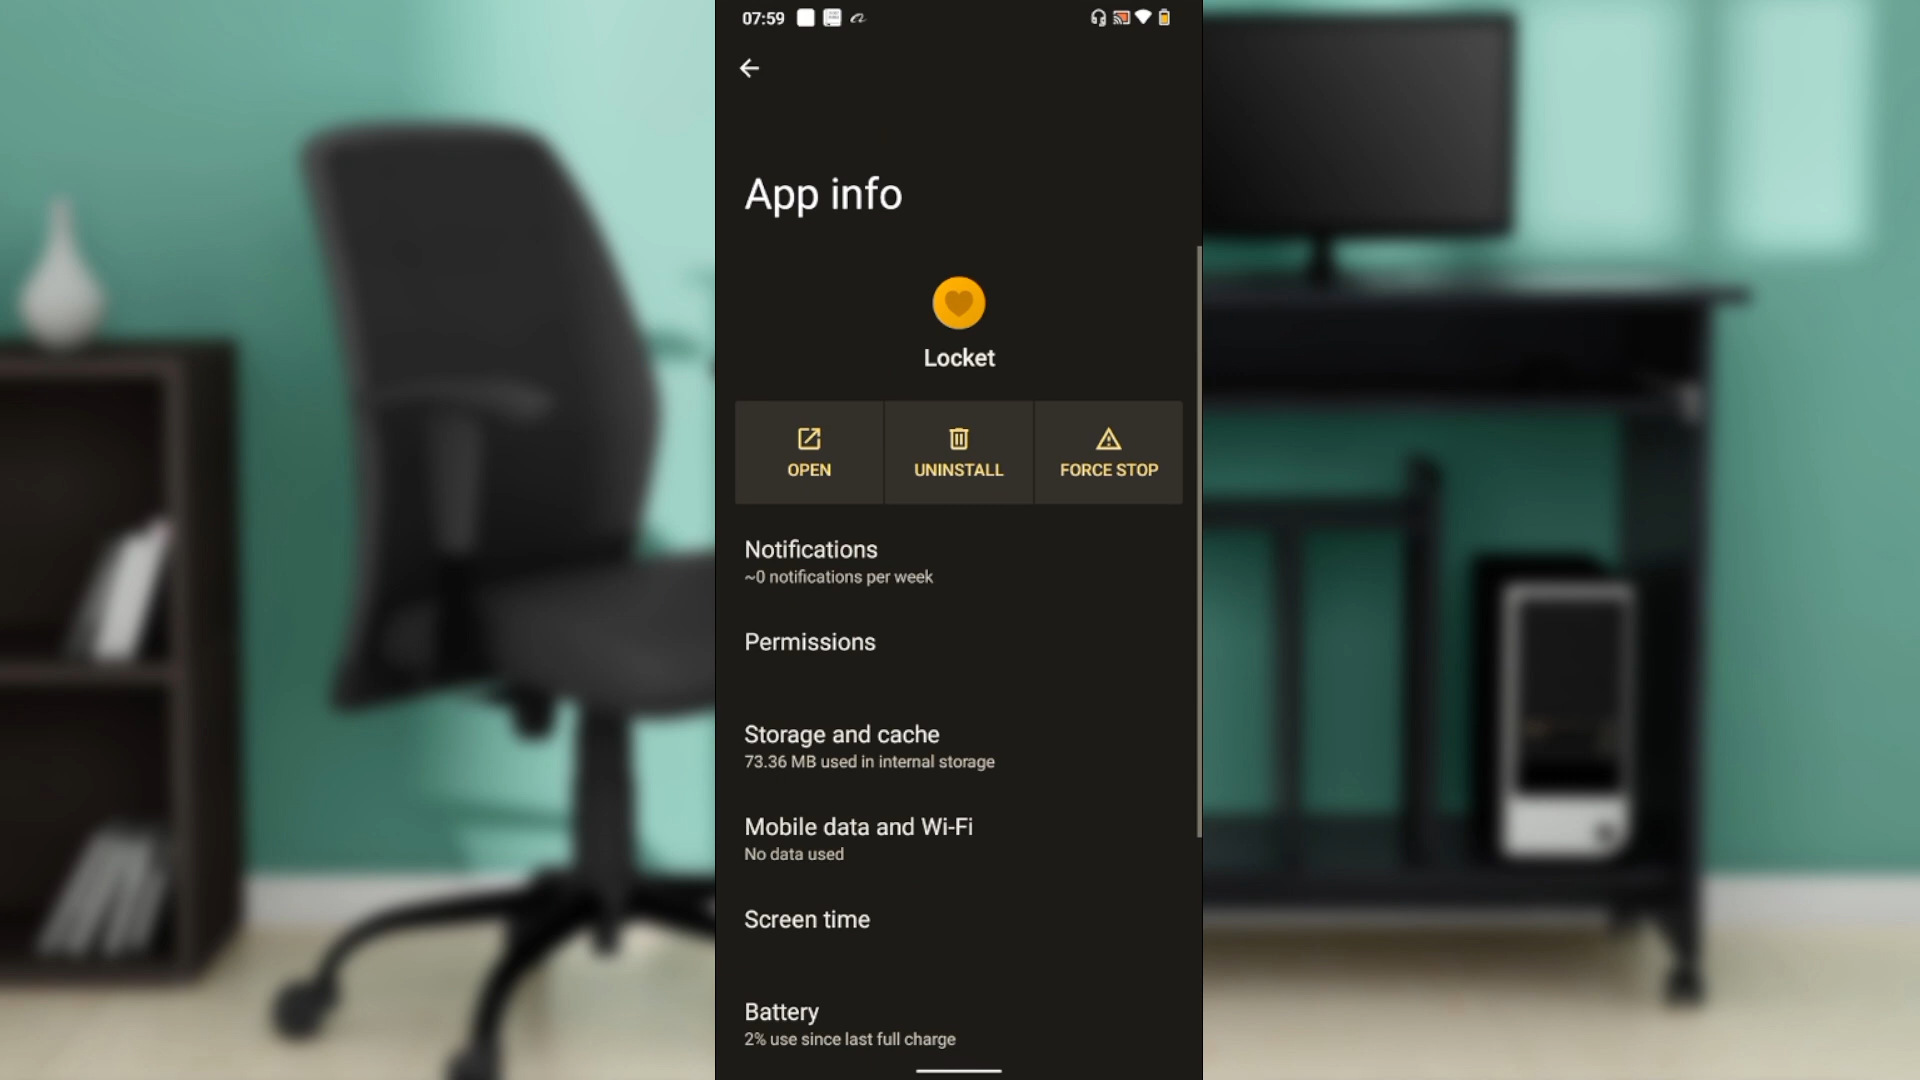 07:59
App info
Locket
OPEN
UNINSTALL
FORCE STOP
Notifications
~0 notifications per week
Permissions
Storage and cache
73.36 MB used in internal storage
Mobile data and Wi-Fi
No data used
Screen time
Battery
2% use since last full charge